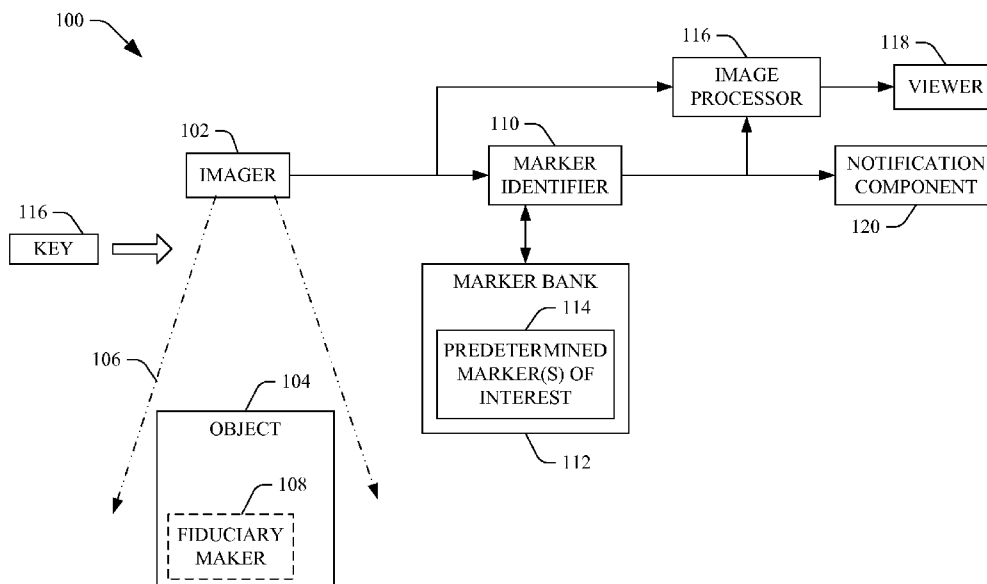 100
116
118
IMAGE
PROCESSOR
VIEWER
102
110
IMAGER
MARKER
IDENTIFIER
NOTIFICATION
COMPONENT
120
116
KEY
MARKER BANK
114
PREDETERMINED
MARKER(S) OF
INTEREST
112
106
104
OBJECT
108
FIDUCIARY
MAKER